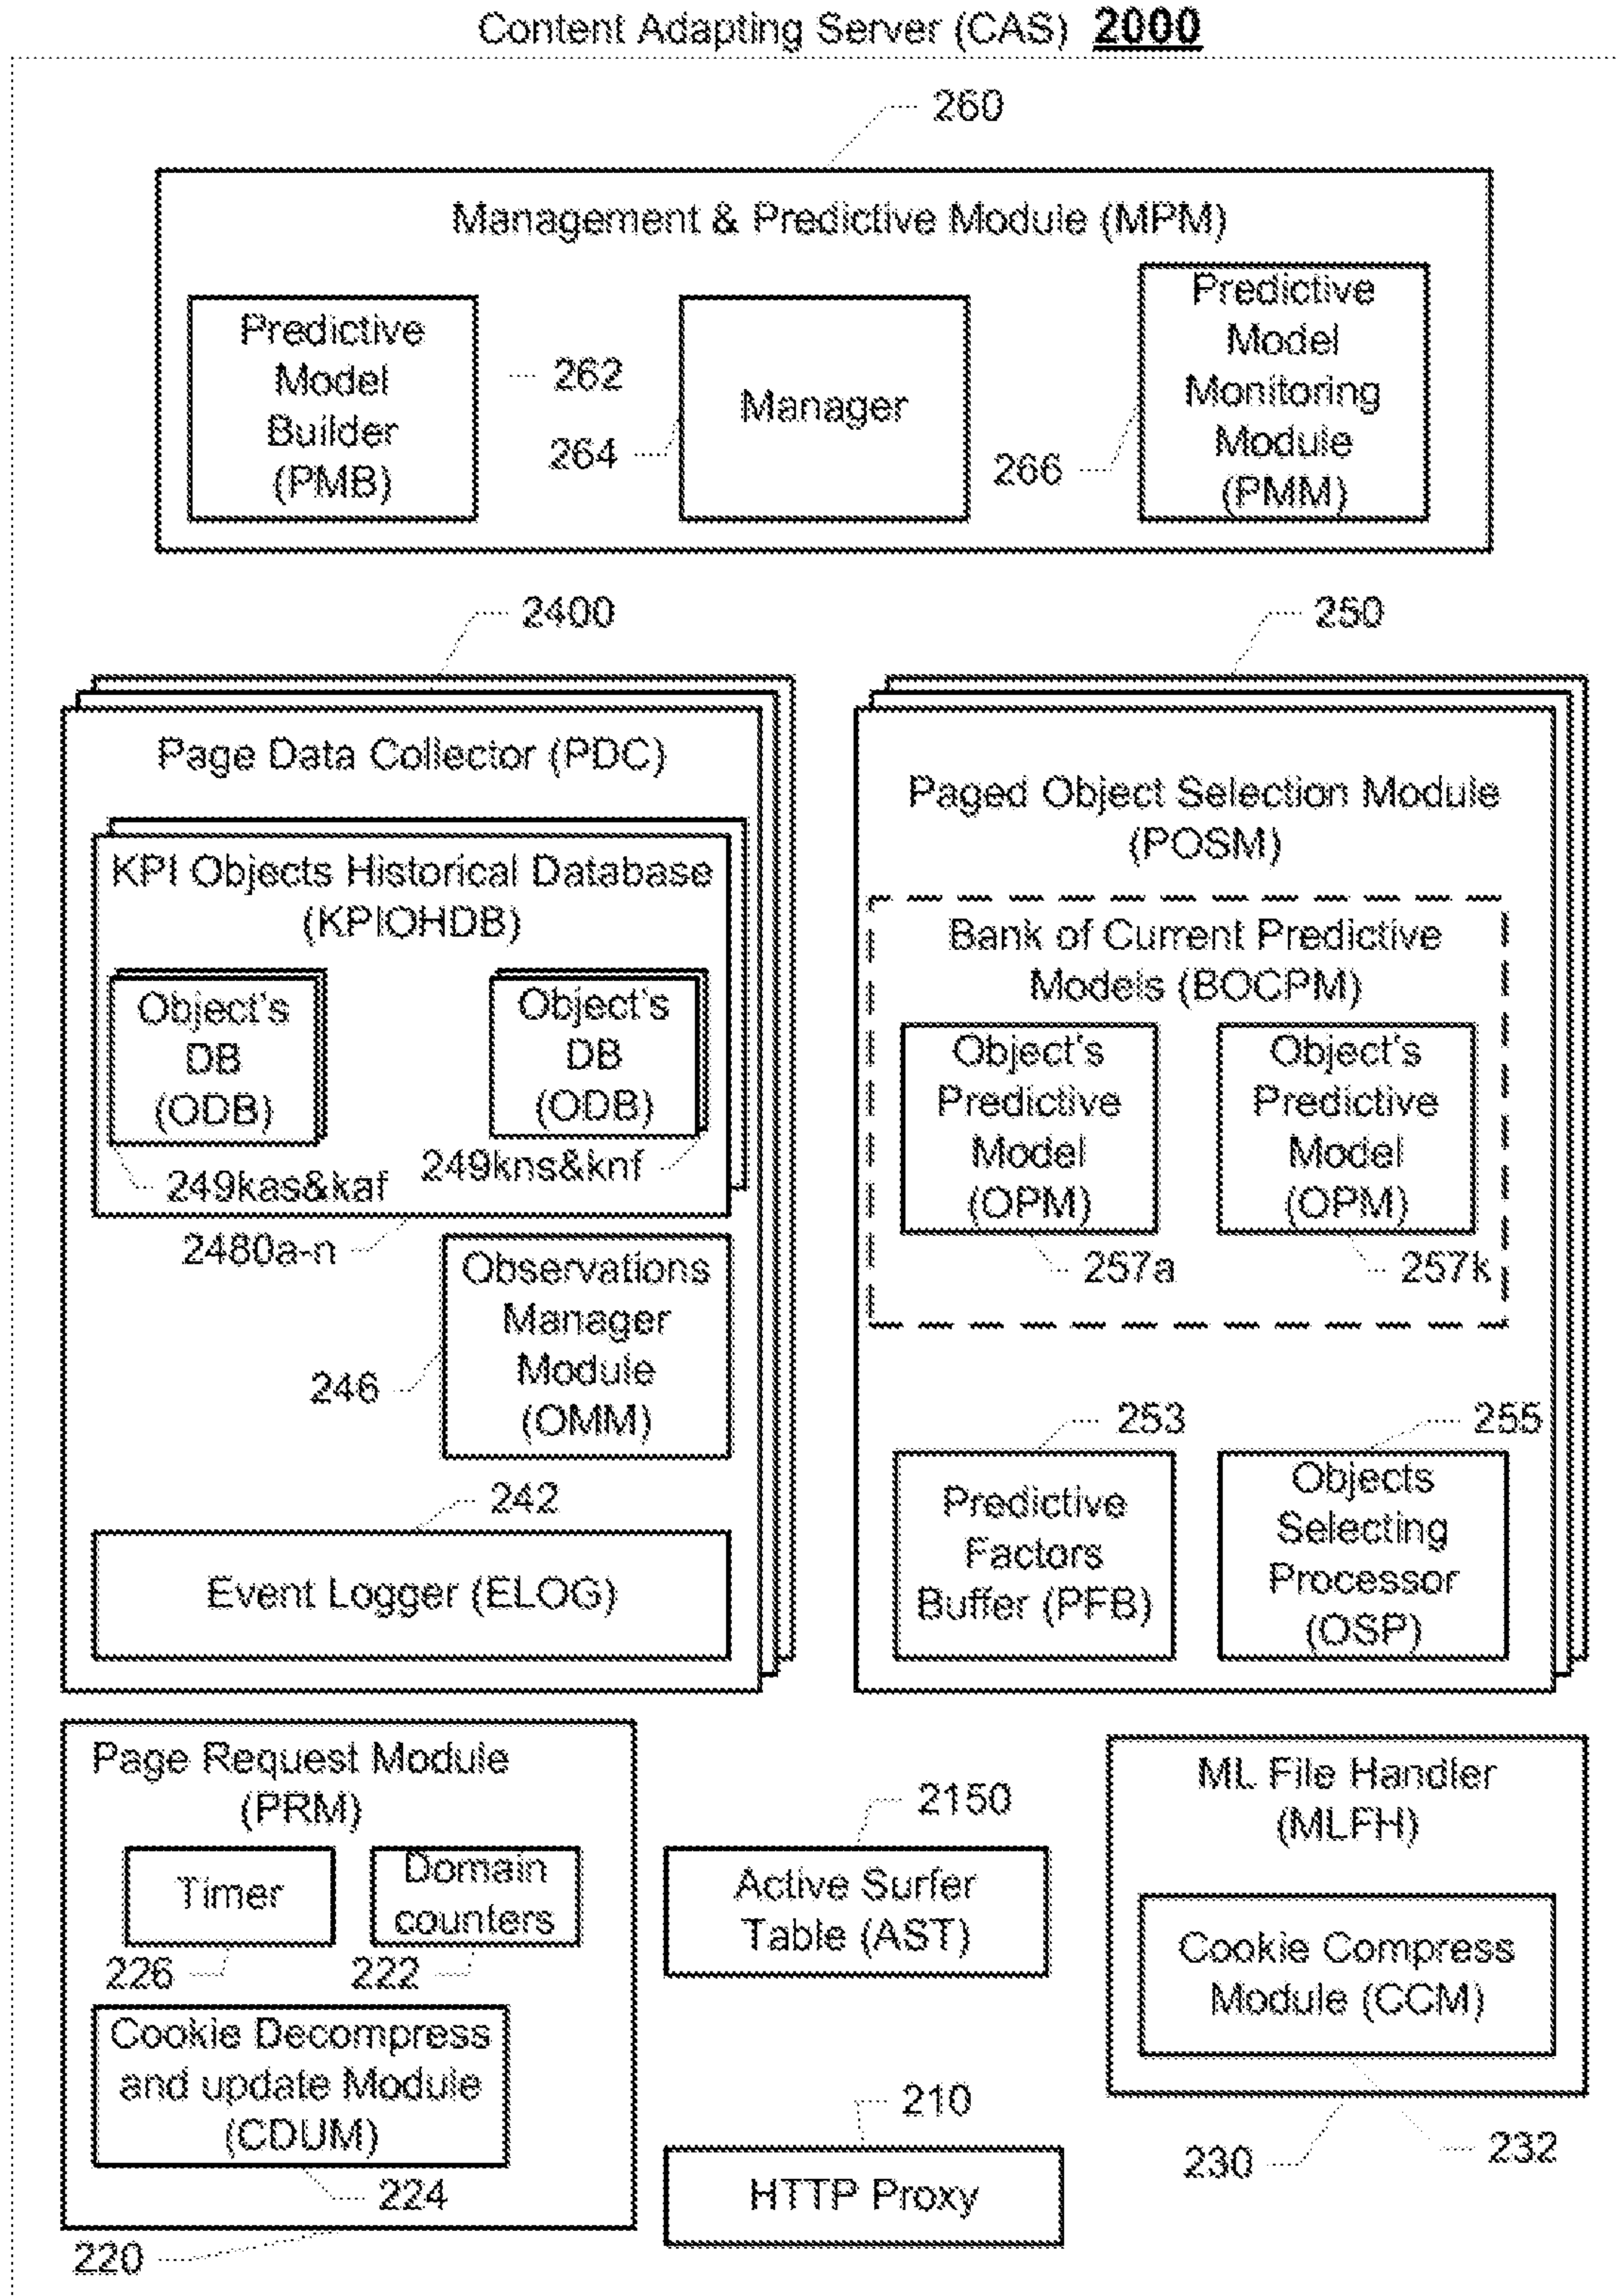 Content Adapting Server (CAS) 2000
260
Management & Predictive Module (MPM)
Predictive
Model
Builder
(PMB)
262
264
Manager
266
Predictive
Model
Monitoring
Module
(PMM)
2400
Page Data Collector (PDC)
KPI Objects Historical Database
(KPIOHDB)
Object's
DB
(ODB)
249kas&kaf
Object's
DB
(ODB)
249kns&knf
2480a-n
Observations
Manager
Module
(OMM)
246
242
Event Logger (ELOG)
250
Paged Object Selection Module
(POSM)
Bank of Current Predictive
Models (BOCPM)
Object's
Predictive
Model
(OPM)
257a
Object's
Predictive
Model
(OPM)
257k
253
Predictive
Factors
Buffer (PFB)
255
Objects
Selecting
Processor
(OSP)
Page Request Module
(PRM)
Timer
226
Domain
counters
222
Cookie Decompress
and update Module
(CDUM)
224
220
2150
Active Surfer
Table (AST)
210
HTTP Proxy
ML File Handler
(MLFH)
Cookie Compress
Module (CCM)
230
232